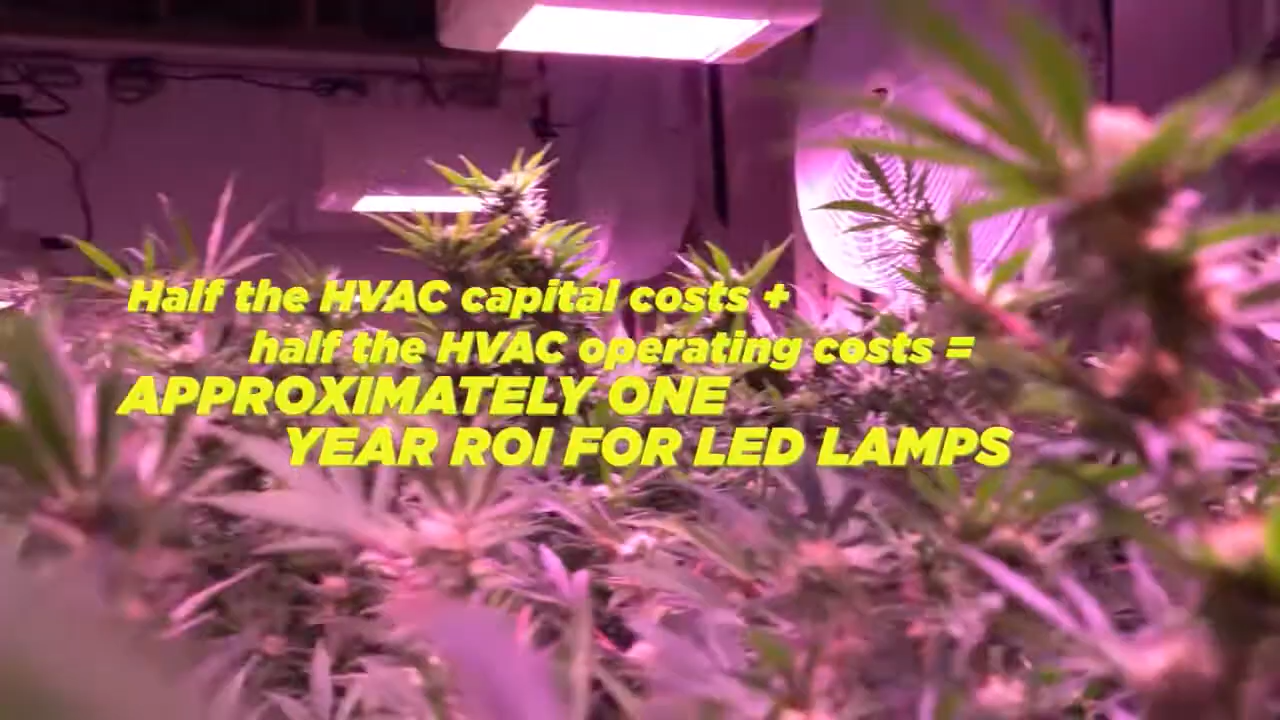 Half the HVAC capital costs +
half the HVAC operating costs =
APPROXIMATELY ONE
YEAR ROI FOR LED LAMPS